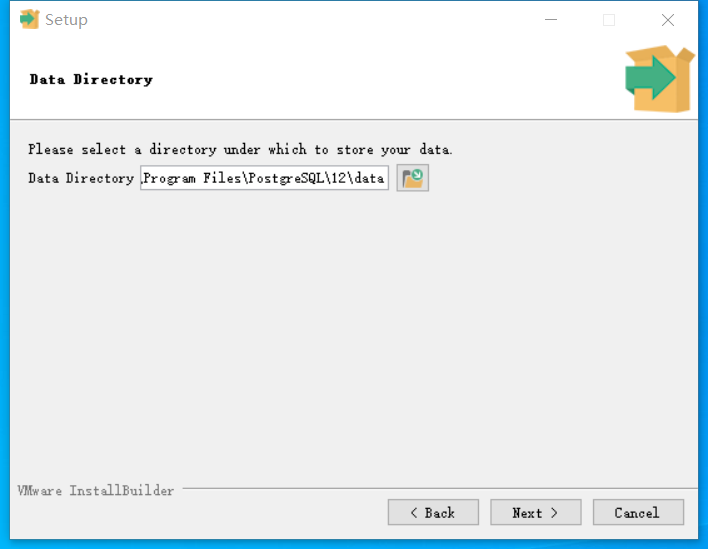 Setup
Data Directory
Please select a directory under which to store your data.
Data Directory Program Files\PostgreSQL\12\data
VMware InstallBuilder
< Back Next > Cancel